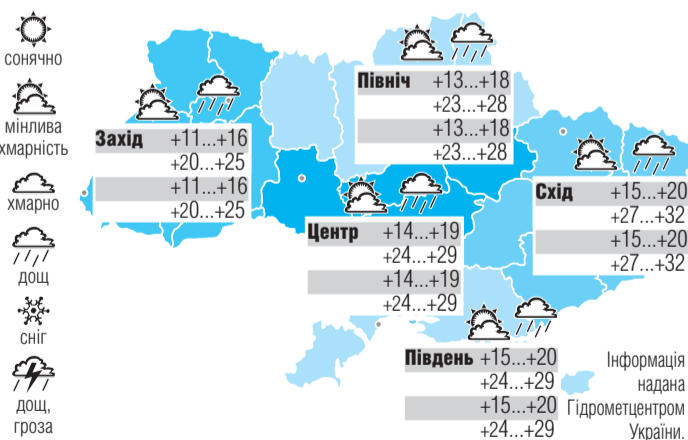 сонячно
мінлива
хмарність
хмарно
дощ
сніг
дощ,
гроза
Північ +13...+18
+23...+28
+13...+18
+23...+28
Захід +11...+16
+20...+25
+11...+16
+20...+25
Схід +15...+20
+27...+32
+15...+20
+27...+32
Центр +14...+19
+24...+29
+14...+19
+24...+29
Південь +15...+20
+24...+29
+15...+20
+24...+29
Інформація
надана
Гідрометцентром
України.